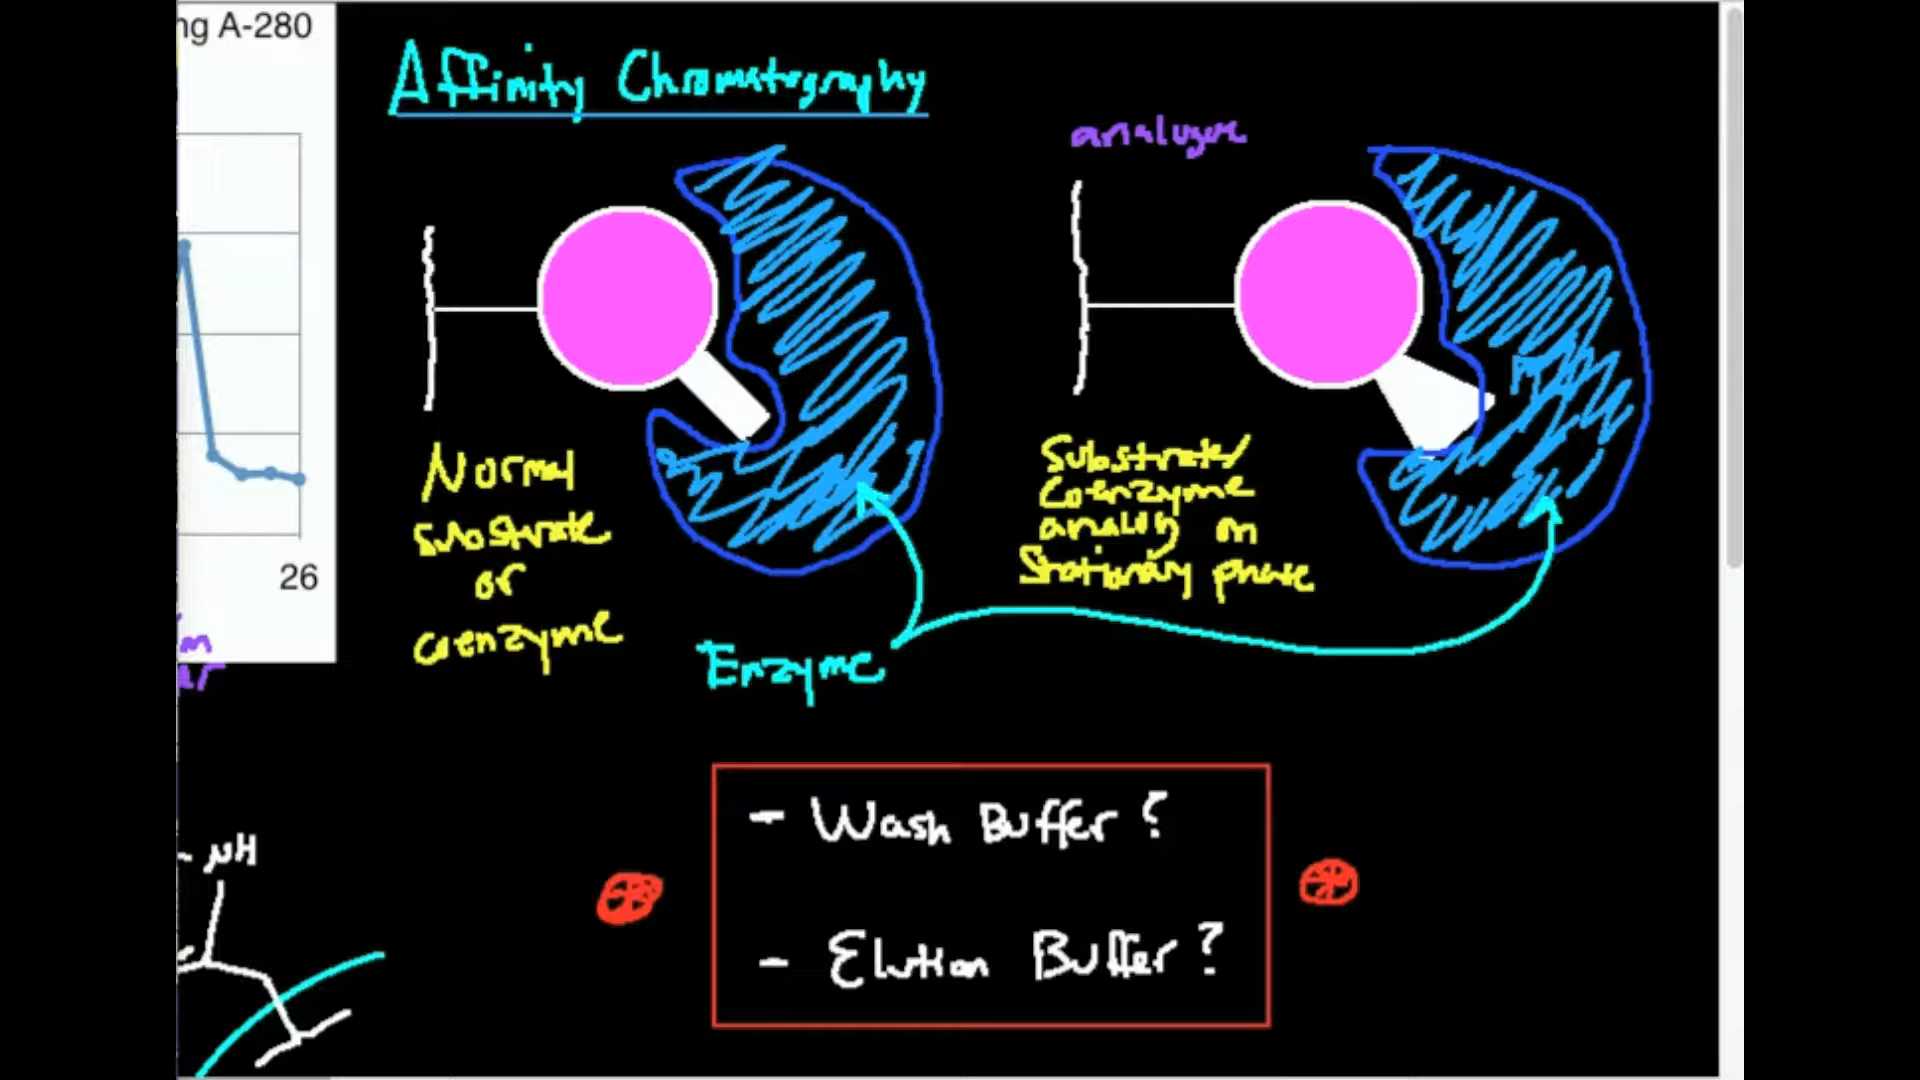 ng A-280
Affinity Chromatography
analogue
Normal
substrate
or
coenzyme
Substrate/
coenzyme
analog on
Stationary phase
26
Enzyme
- Wash Buffer?
NH
- Elution Buffer?